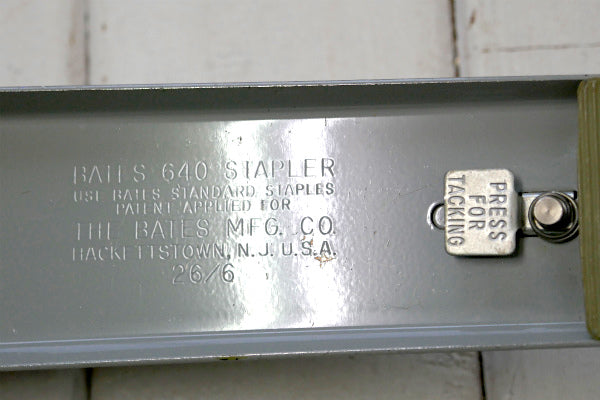 BATES 640 STAPLER
USE BATES STANDARD STAPLES
PATENT APPLIED FOR
THE BATES MFG. CO.
HACKETTSTOWN, N.J. U.S.A.
26/6
PRESS
FOR
TACKING